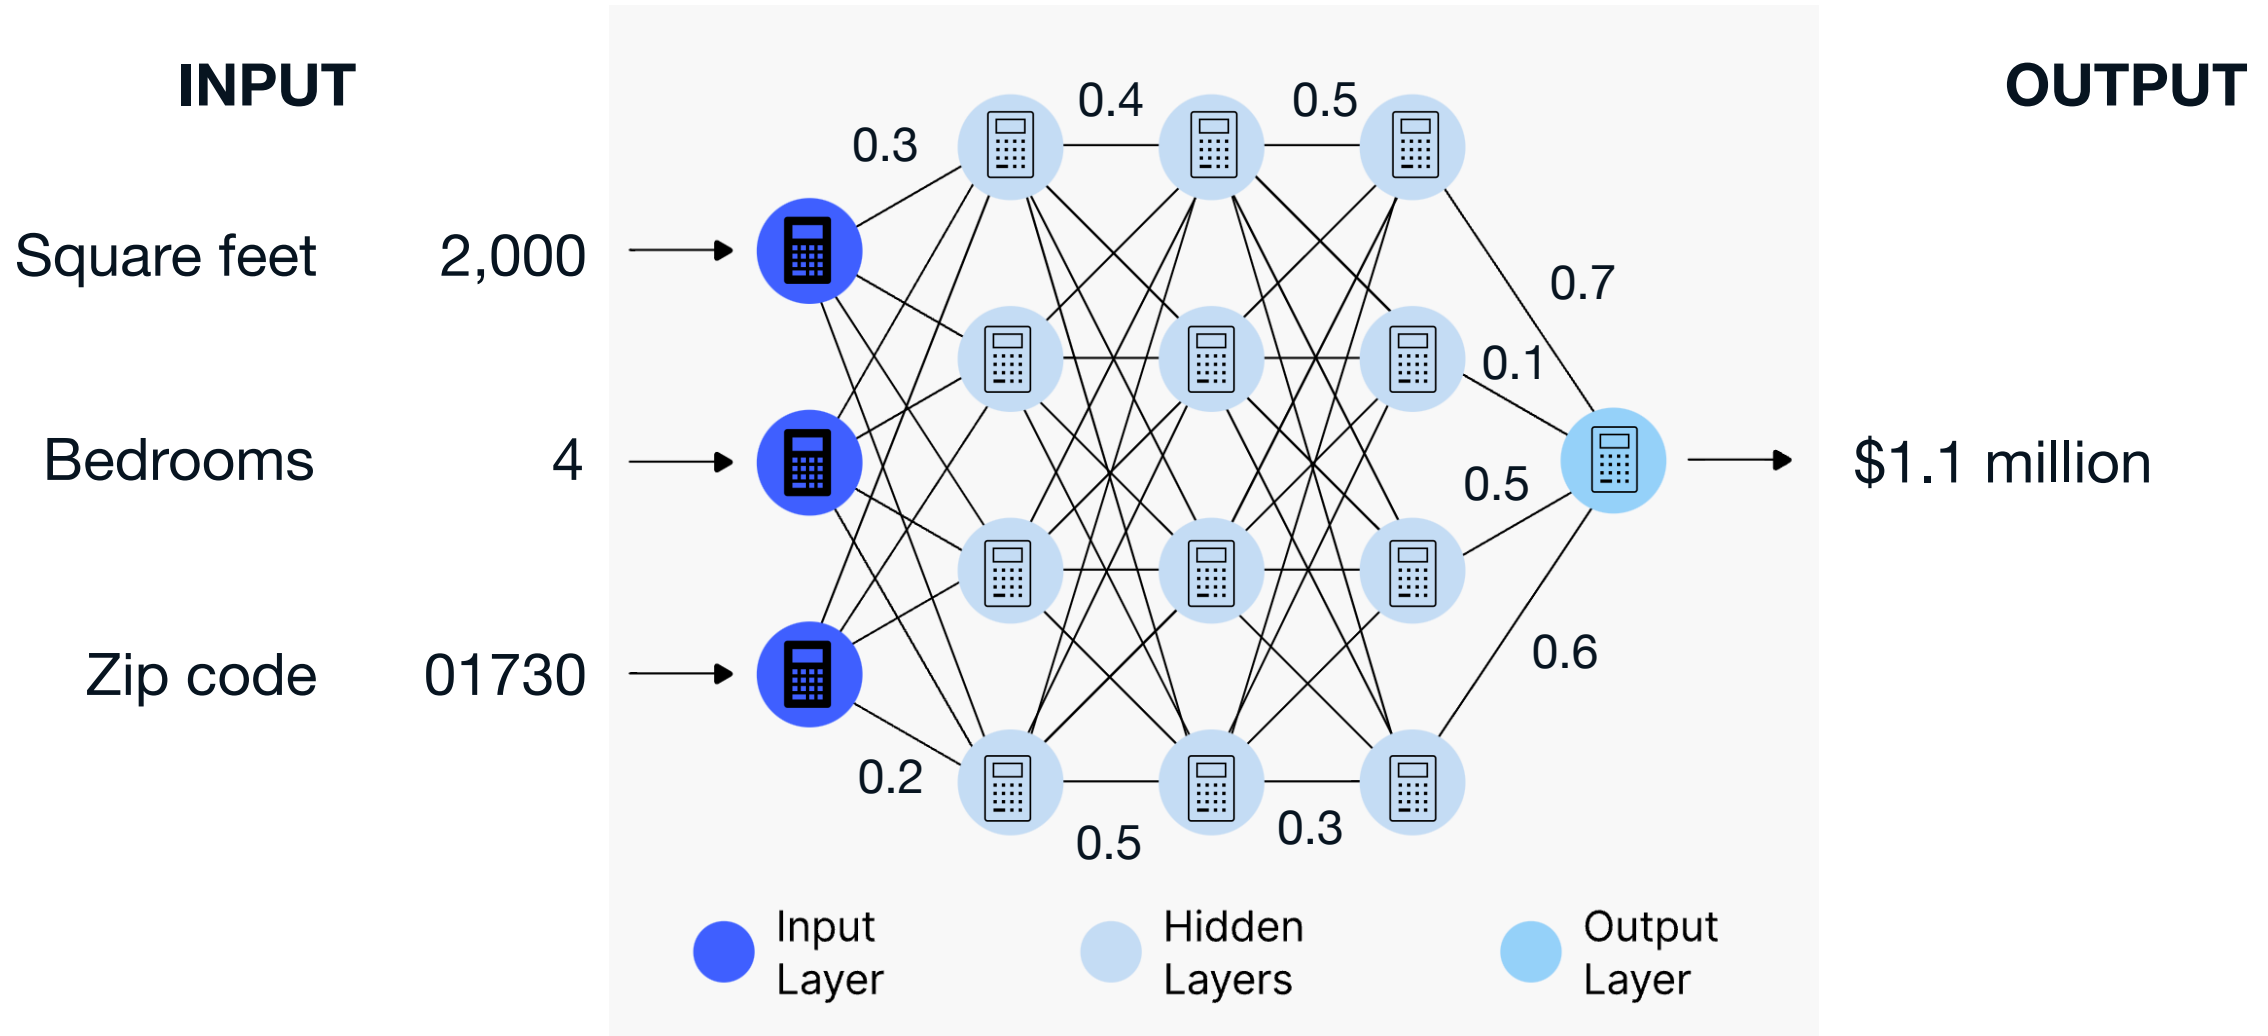 INPUT
OUTPUT
0.4
0.5
0.3
Square feet 2,000
0.7
0.1
Bedrooms 4
$1.1 million
0.5
Zip code 01730
0.6
0.2
0.5
0.3
Input
Layer
Hidden
Layers
Output
Layer